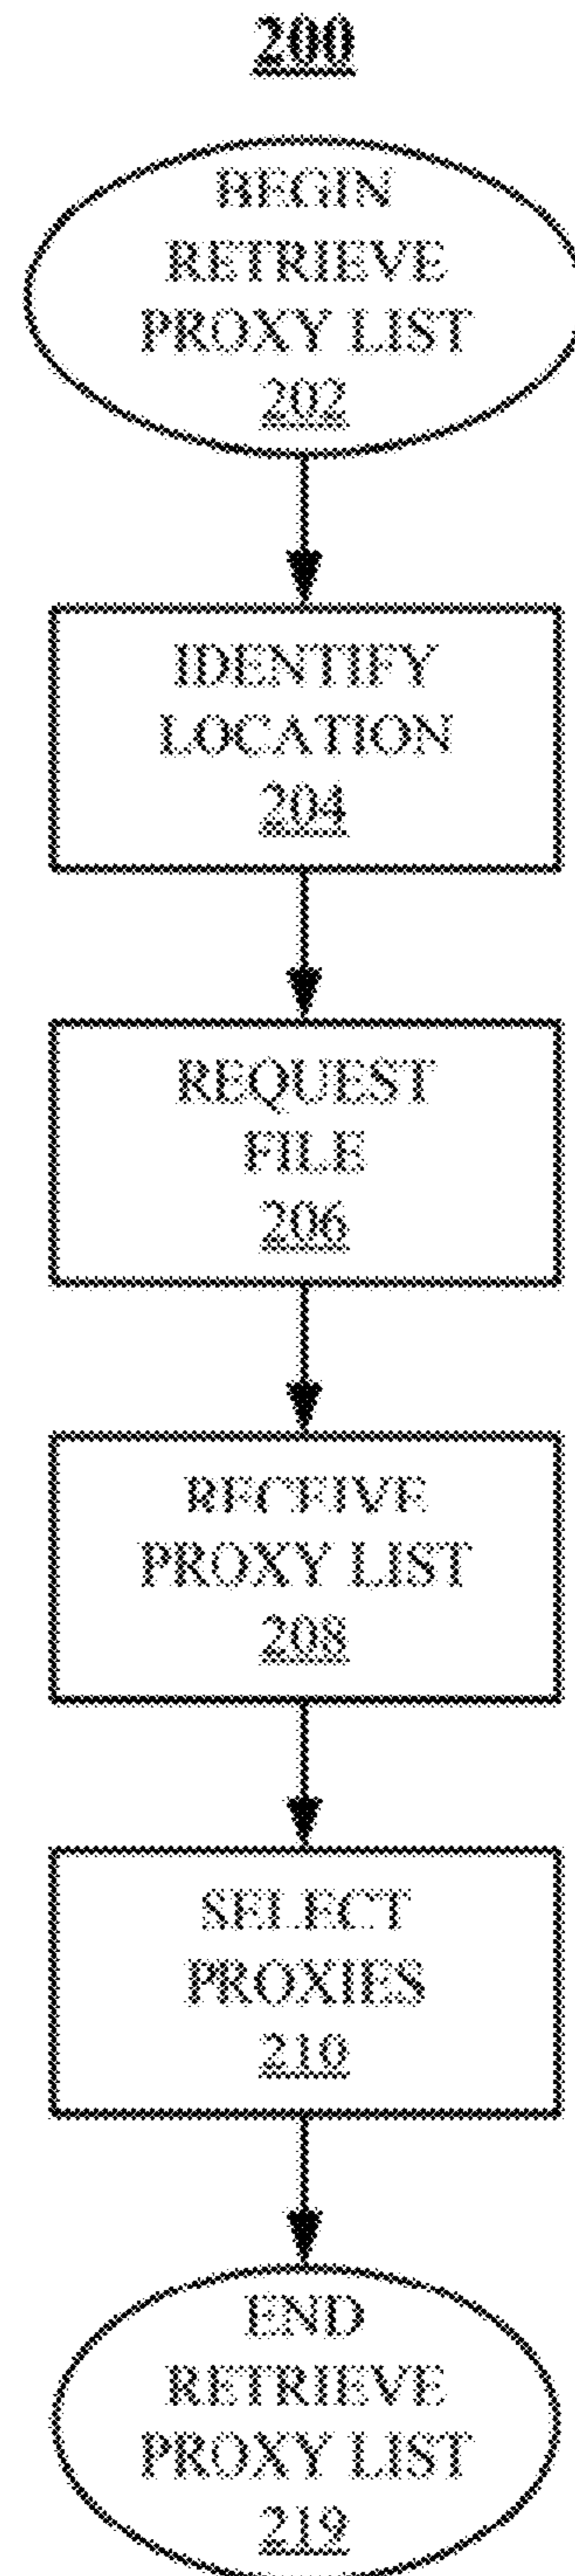 200
BEGIN
RETRIEVE
PROXY LIST
202
IDENTIFY
LOCATION
204
REQUEST
FILE
206
RECEIVE
PROXY LIST
208
SELECT
PROXIES
210
END
RETRIEVE
PROXY LIST
219